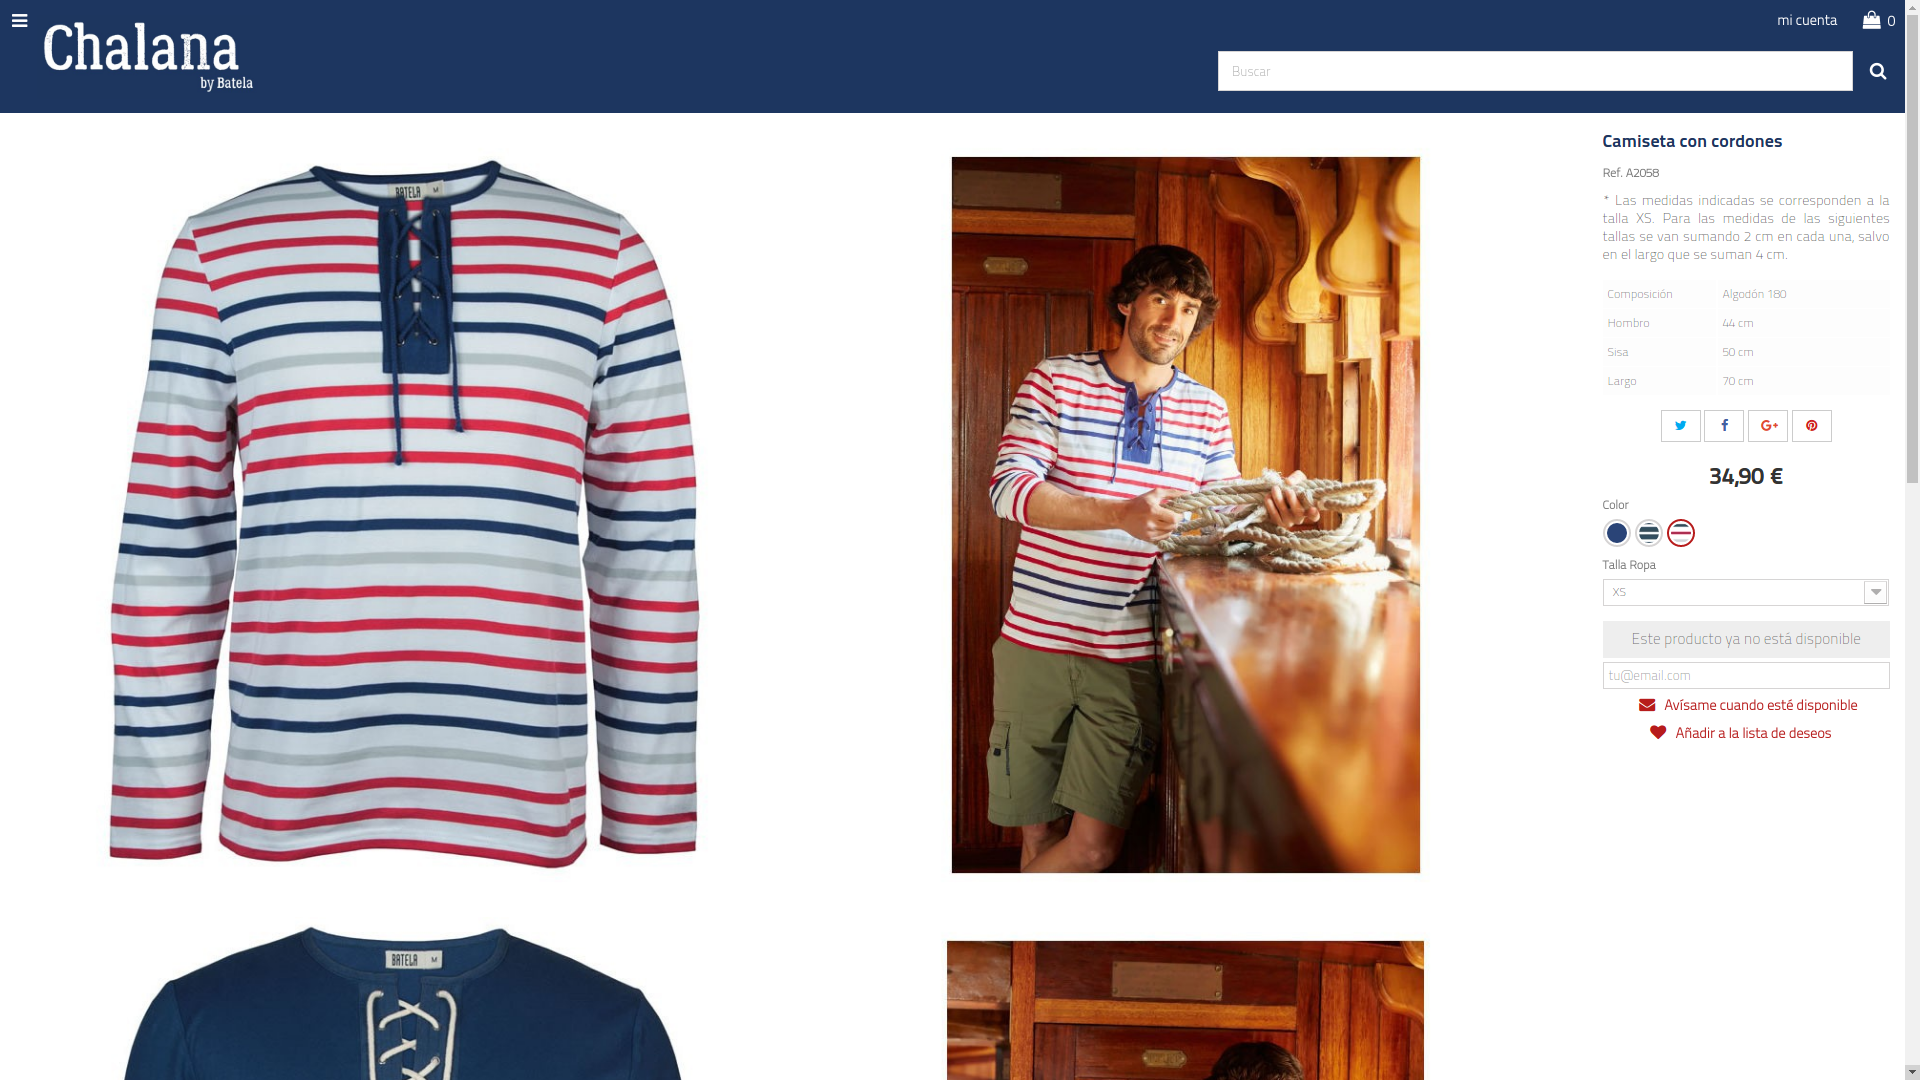 mi cuenta
0
Chalana
by Batela
Buscar
Camiseta con cordones
Ref. A2058
* Las medidas indicadas se corresponden a la
talla XS. Para las medidas de las siguientes
tallas se van sumando 2 cm en cada una, salvo
en el largo que se suman 4 cm.
Composición Algodón 180
Hombro 44 cm
Sisa 50 cm
Largo 70 cm
34,90 €
Color
Talla Ropa
XS
Este producto ya no está disponible
tu@email.com
Avísame cuando esté disponible
Añadir a la lista de deseos
BATELA M
BATELA M